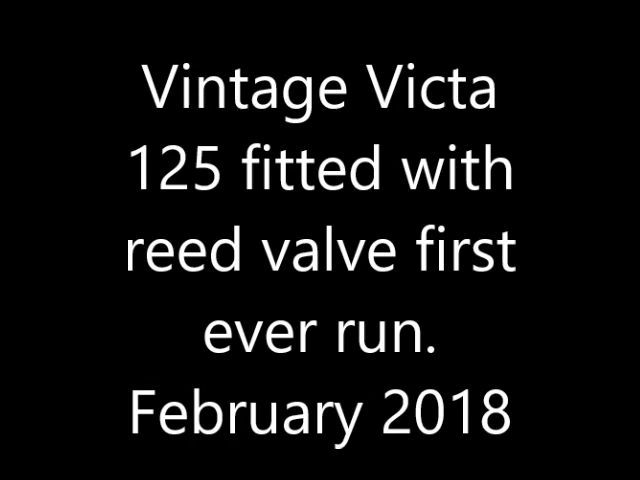 Vintage Victa
125 fitted with
reed valve first
ever run.
February 2018